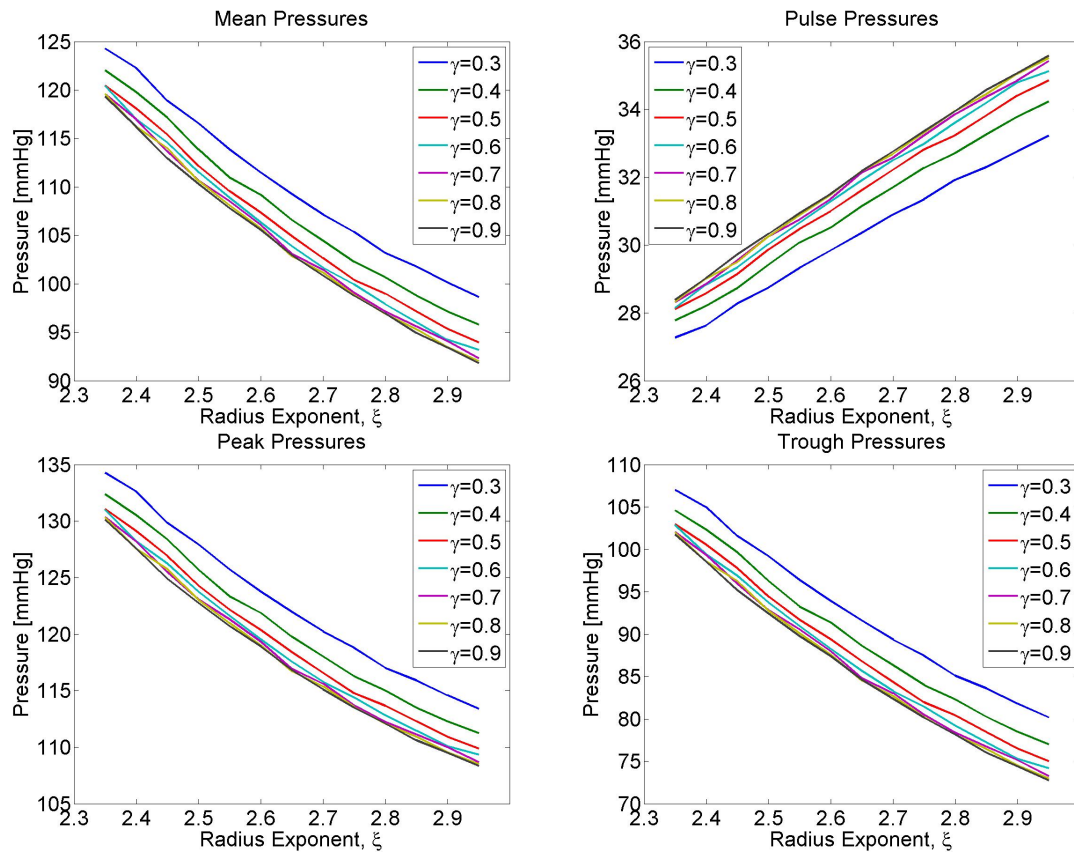 Mean Pressures
125
120
115
110
105
100
95
90
Pressure [mmHg]
2.3 2.4 2.5 2.6 2.7 2.8 2.9
Radius Exponent, ξ
γ=0.3
γ=0.4
γ=0.5
γ=0.6
γ=0.7
γ=0.8
γ=0.9
Pulse Pressures
36
34
32
30
28
26
Pressure [mmHg]
2.3 2.4 2.5 2.6 2.7 2.8 2.9
Radius Exponent, ξ
γ=0.3
γ=0.4
γ=0.5
γ=0.6
γ=0.7
γ=0.8
γ=0.9
Peak Pressures
135
130
125
120
115
110
105
Pressure [mmHg]
2.3 2.4 2.5 2.6 2.7 2.8 2.9
Radius Exponent, ξ
γ=0.3
γ=0.4
γ=0.5
γ=0.6
γ=0.7
γ=0.8
γ=0.9
Trough Pressures
110
105
100
95
90
85
80
75
70
Pressure [mmHg]
2.3 2.4 2.5 2.6 2.7 2.8 2.9
Radius Exponent, ξ
γ=0.3
γ=0.4
γ=0.5
γ=0.6
γ=0.7
γ=0.8
γ=0.9